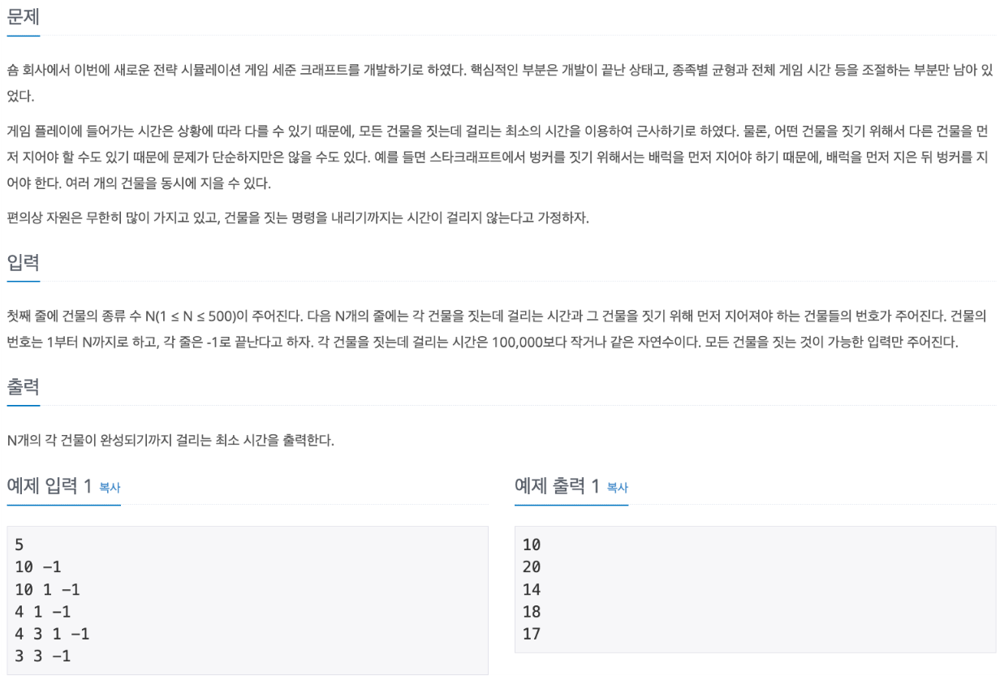 문제
숌 회사에서 이번에 새로운 전략 시뮬레이션 게임 세준 크래프트를 개발하기로 하였다. 핵심적인 부분은 개발이 끝난 상태고, 종족별 균형과 전체 게임 시간 등을 조절하는 부분만 남아 있
었다.
게임 플레이에 들어가는 시간은 상황에 따라 다를 수 있기 때문에, 모든 건물을 짓는데 걸리는 최소의 시간을 이용하여 근사하기로 하였다. 물론, 어떤 건물을 짓기 위해서 다른 건물을 먼
저 지어야 할 수도 있기 때문에 문제가 단순하지만은 않을 수도 있다. 예를 들면 스타크래프트에서 벙커를 짓기 위해서는 배럭을 먼저 지어야 하기 때문에, 배럭을 먼저 지은 뒤 벙커를 지
어야 한다. 여러 개의 건물을 동시에 지을 수 있다.
편의상 자원은 무한히 많이 가지고 있고, 건물을 짓는 명령을 내리기까지는 시간이 걸리지 않는다고 가정하자.
입력
첫째 줄에 건물의 종류 수 N(1 ≤ N ≤ 500)이 주어진다. 다음 N개의 줄에는 각 건물을 짓는데 걸리는 시간과 그 건물을 짓기 위해 먼저 지어져야 하는 건물들의 번호가 주어진다. 건물의
번호는 1부터 N까지로 하고, 각 줄은 -1로 끝난다고 하자. 각 건물을 짓는데 걸리는 시간은 100,000보다 작거나 같은 자연수이다. 모든 건물을 짓는 것이 가능한 입력만 주어진다.
출력
N개의 각 건물이 완성되기까지 걸리는 최소 시간을 출력한다.
예제 입력 1 복사
5
10 -1
10 1 -1
4 1 -1
4 3 1 -1
3 3 -1
예제 출력 1 복사
10
20
14
18
17